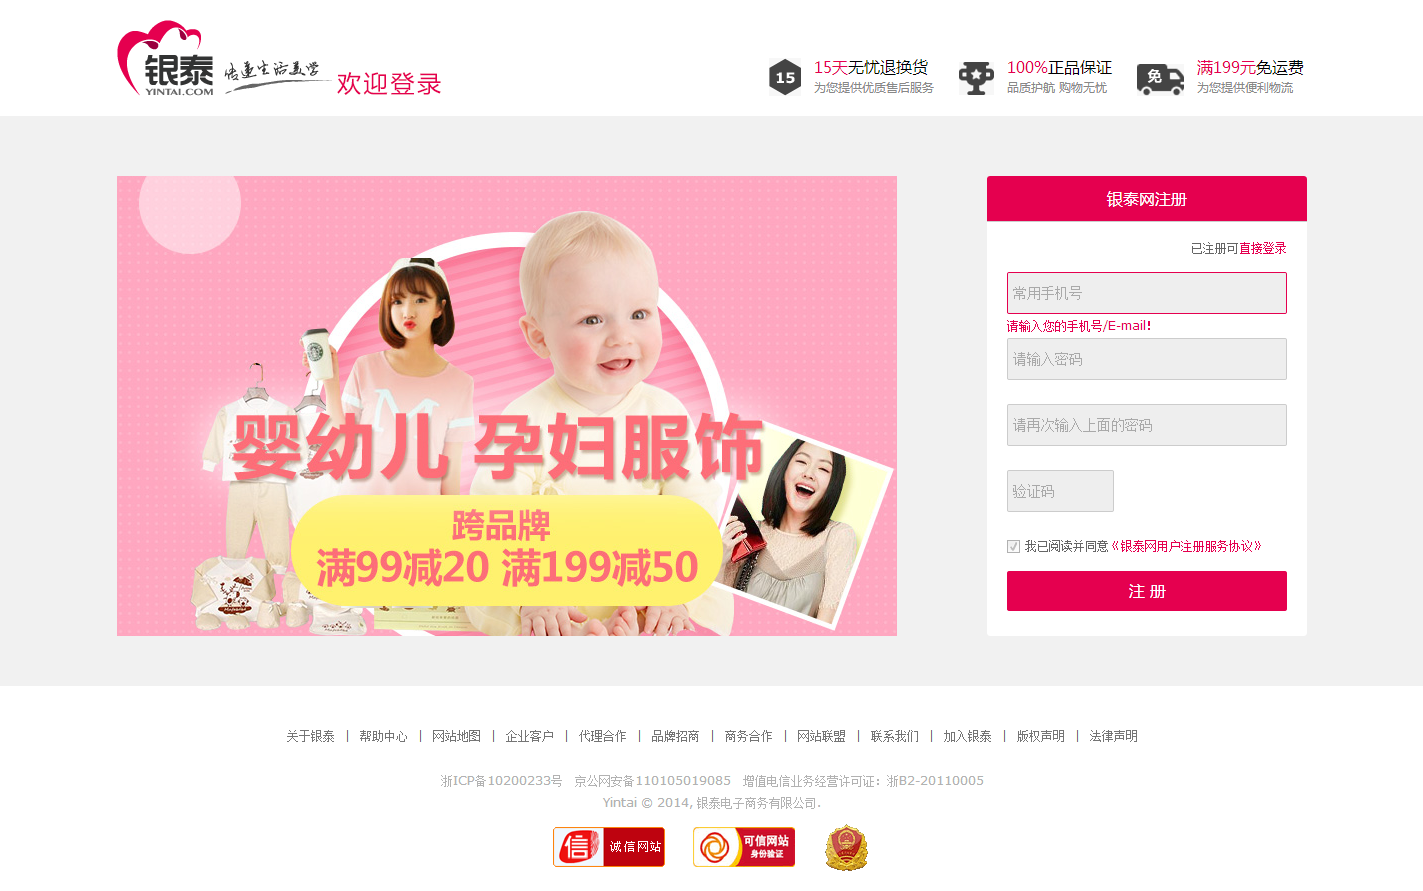 银泰
YINTAI.COM
欢迎登录
15
15天无忧退换货
为您提供优质售后服务
100%正品保证
品质护航 购物无忧
免
满199元免运费
为您提供便利物流
婴幼儿 孕妇服饰
跨品牌
满99减20 满199减50
银泰网注册
已注册可直接登录
常用手机号
请输入您的手机号/E-mail!
请输入密码
请再次输入上面的密码
验证码
我已阅读并同意《银泰网用户注册服务协议》
注 册
关于银泰 | 帮助中心 | 网站地图 | 企业客户 | 代理合作 | 品牌招商 | 商务合作 | 网站联盟 | 联系我们 | 加入银泰 | 版权声明 | 法律声明
浙ICP备10200233号 京公网安备110105019085 增值电信业务经营许可证：浙B2-20110005
Yintai © 2014, 银泰电子商务有限公司.
信 诚信网站
可信网站
身份验证